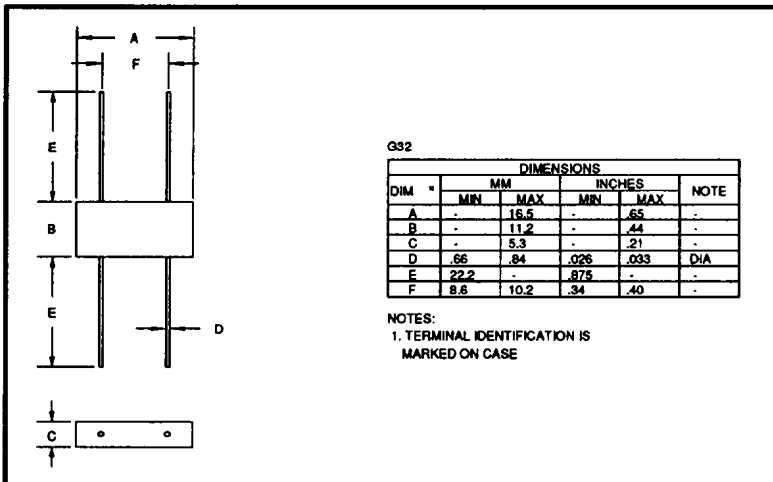 A
F
E
B
E
D
C
G32
DIMENSIONS
DIM " MM INCHES NOTE
MIN MAX MIN MAX
A - 16.5 - .65 -
B - 11.2 - .44 -
C - 5.3 - .21 -
D .66 .84 .026 .033 DIA
E 22.2 - .875 - -
F 8.6 10.2 .34 .40 -
NOTES:
1. TERMINAL IDENTIFICATION IS
MARKED ON CASE